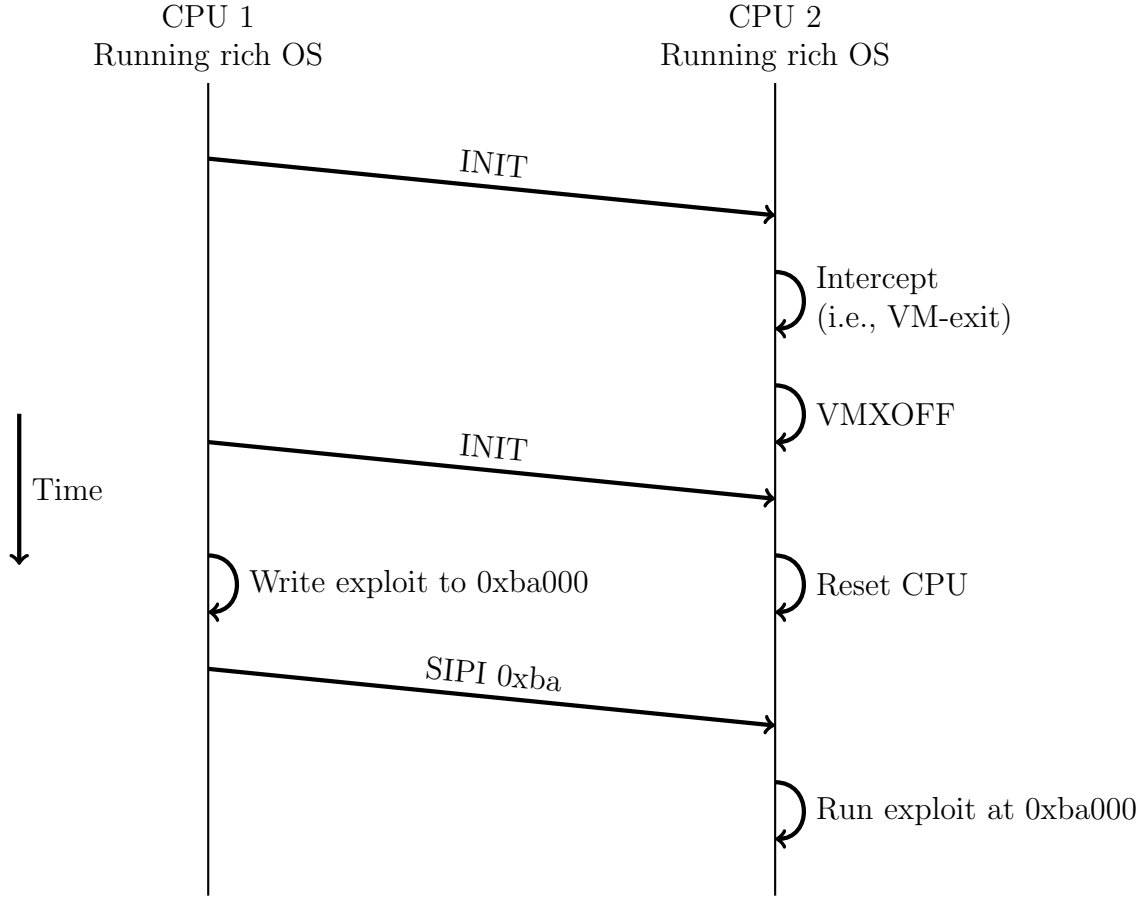 CPU 1
Running rich OS
CPU 2
Running rich OS
INIT
Intercept
(i.e., VM-exit)
VMXOFF
INIT
Time
Write exploit to 0xba000
Reset CPU
SIPI 0xba
Run exploit at 0xba000